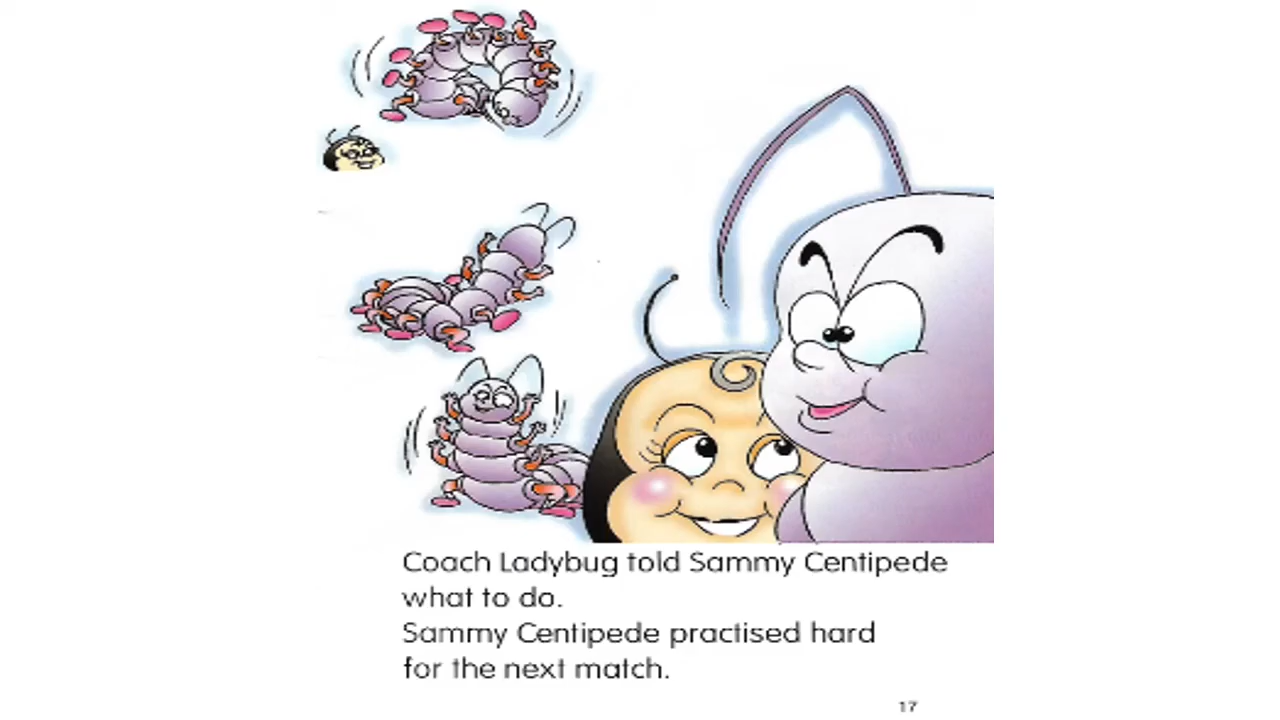 Coach Ladybug told Sammy Centipede
what to do.
Sammy Centipede practised hard
for the next match.
17